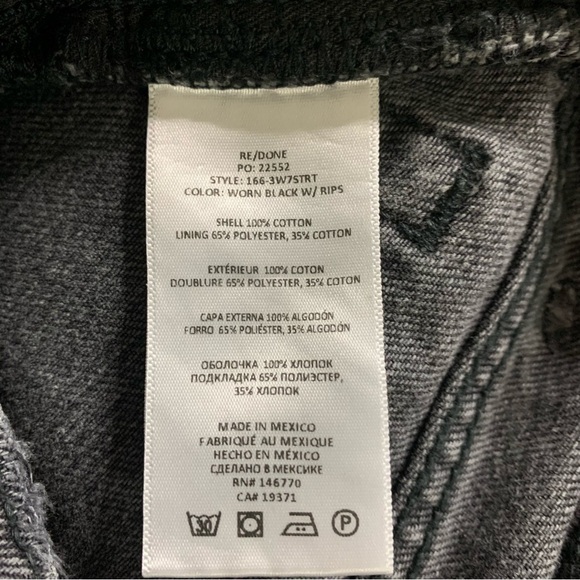 RE/DONE
PO: 22552
STYLE: 166-3W7STRT
COLOR: WORN BLACK W/ RIPS
SHELL 100% COTTON
LINING 65% POLYESTER, 35% COTTON
EXTÉRIEUR 100% COTON
DOUBLURE 65% POLYESTER, 35% COTON
CAPA EXTERNA 100% ALGODÓN
FORRO 65% POLIÉSTER, 35% ALGODÓN
ОБОЛОЧКА 100% ХЛОПОК
ПОДКЛАДКА 65% ПОЛИЭСТЕР,
35% ХЛОПОК
MADE IN MEXICO
FABRIQUÉ AU MEXIQUE
HECHO EN MÉXICO
СДЕЛАНО В МЕКСИКЕ
RN# 146770
CA# 19371
30 P